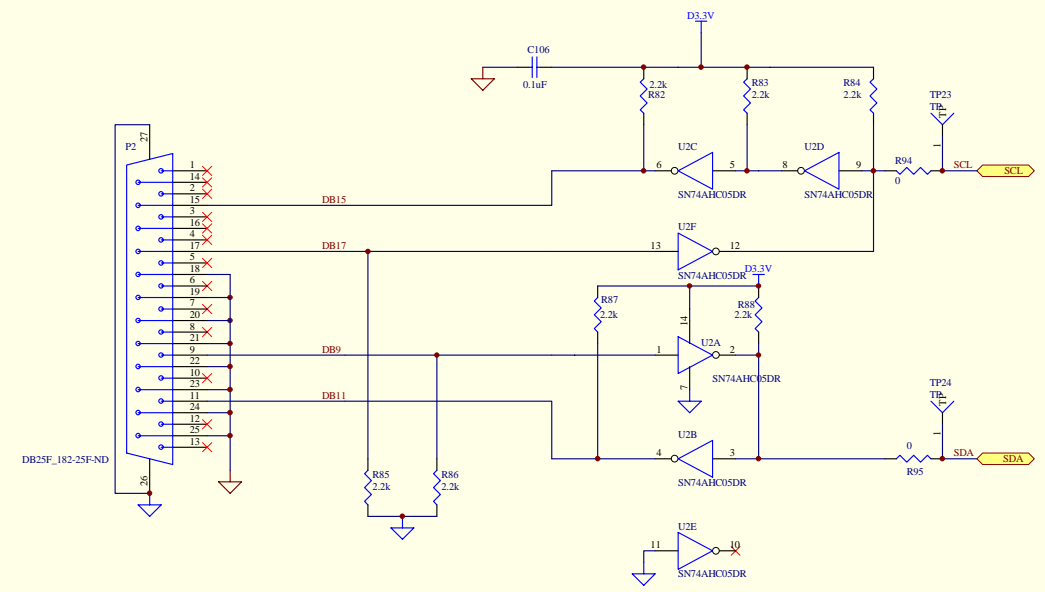 D3.3V
C106
0.1uF
2.2k
R82
R83
2.2k
R84
2.2k
TP23
TP
TP
1
P2
27
U2C
6
5
SN74AHC05DR
U2D
8
9
SN74AHC05DR
R94
0
SCL
SCL
1
14
2
15
DB15
3
16
4
17
DB17
5
18
6
19
7
20
8
21
9
DB9
22
10
23
11
DB11
24
12
25
13
DB25F_182-25F-ND
26
U2F
13
12
SN74AHC05DR
D3.3V
R87
2.2k
R88
2.2k
14
U2A
1
2
7
SN74AHC05DR
TP24
TP
TP
1
U2B
4
3
SN74AHC05DR
0
R95
SDA
SDA
R85
2.2k
R86
2.2k
U2E
11
10
SN74AHC05DR